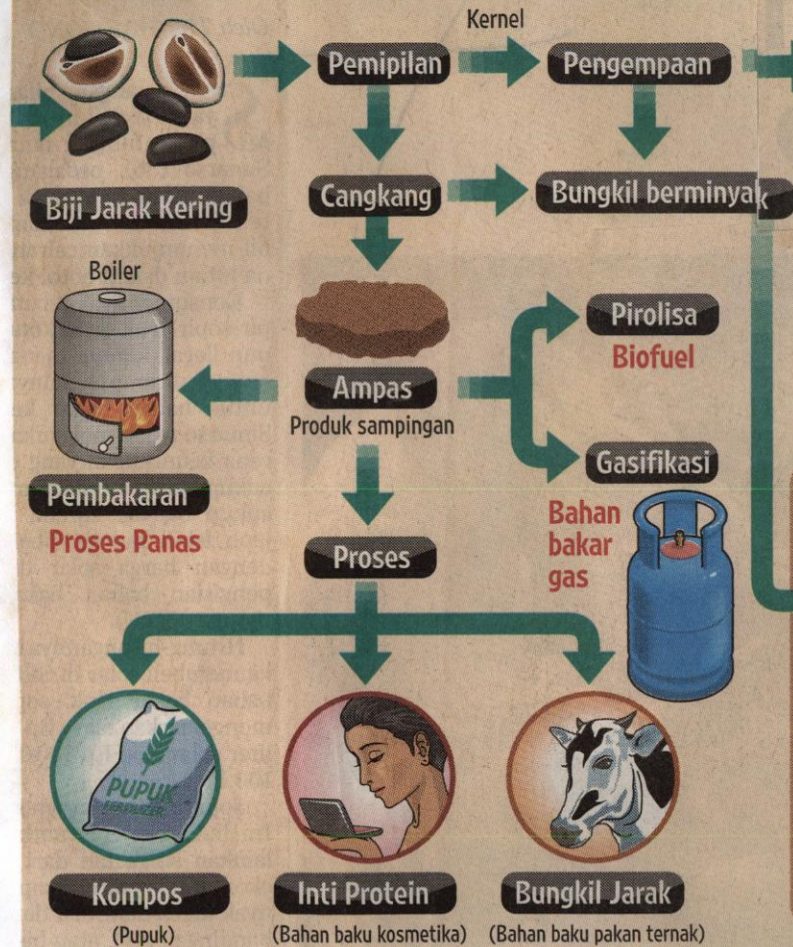 Kernel
Pemipilan
Pengempaan
Biji Jarak Kering
Cangkang
Bungkil berminyak
Boiler
Pirolisa
Biofuel
Ampas
Produk sampingan
Gasifikasi
Pembakaran
Proses Panas
Bahan
bakar
gas
Proses
PUPUK
FERTILIZER
Kompos
Inti Protein
Bungkil Jarak
(Pupuk)
(Bahan baku kosmetika)
(Bahan baku pakan ternak)